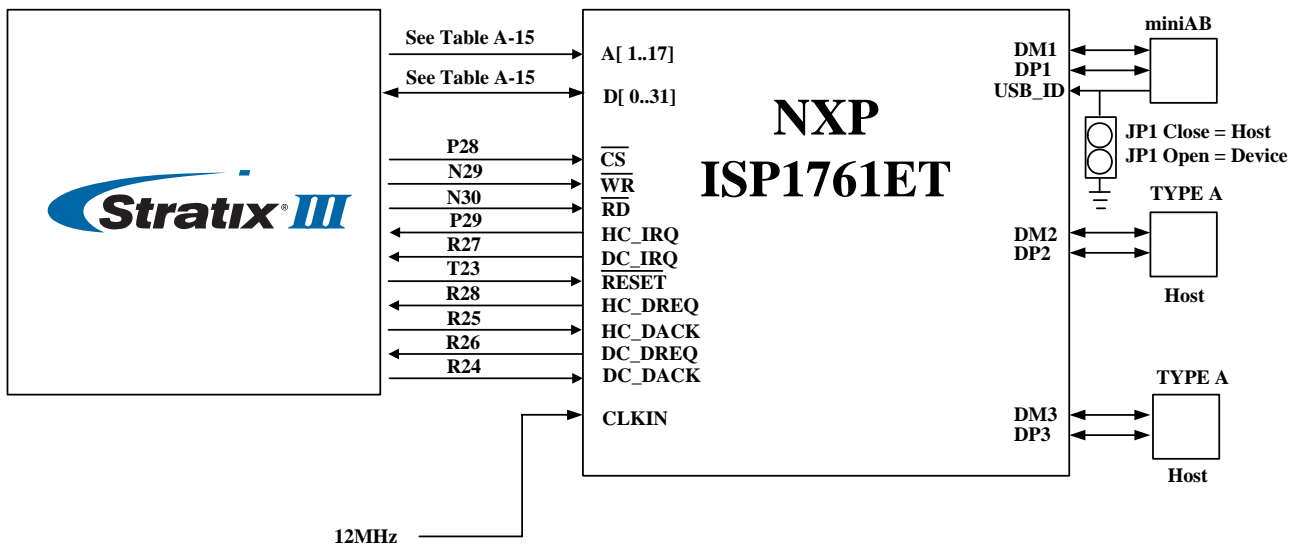 See Table A-15
See Table A-15
P28
N29
N30
P29
R27
T23
R28
R25
R26
R24
12MHz
Stratix® III
A[ 1..17]
D[ 0..31]
CS
WR
RD
HC_IRQ
DC_IRQ
RESET
HC_DREQ
HC_DACK
DC_DREQ
DC_DACK
CLKIN
NXP
ISP1761ET
DM1
DP1
USB_ID
DM2
DP2
DM3
DP3
miniAB
JP1 Close = Host
JP1 Open = Device
TYPE A
Host
TYPE A
Host